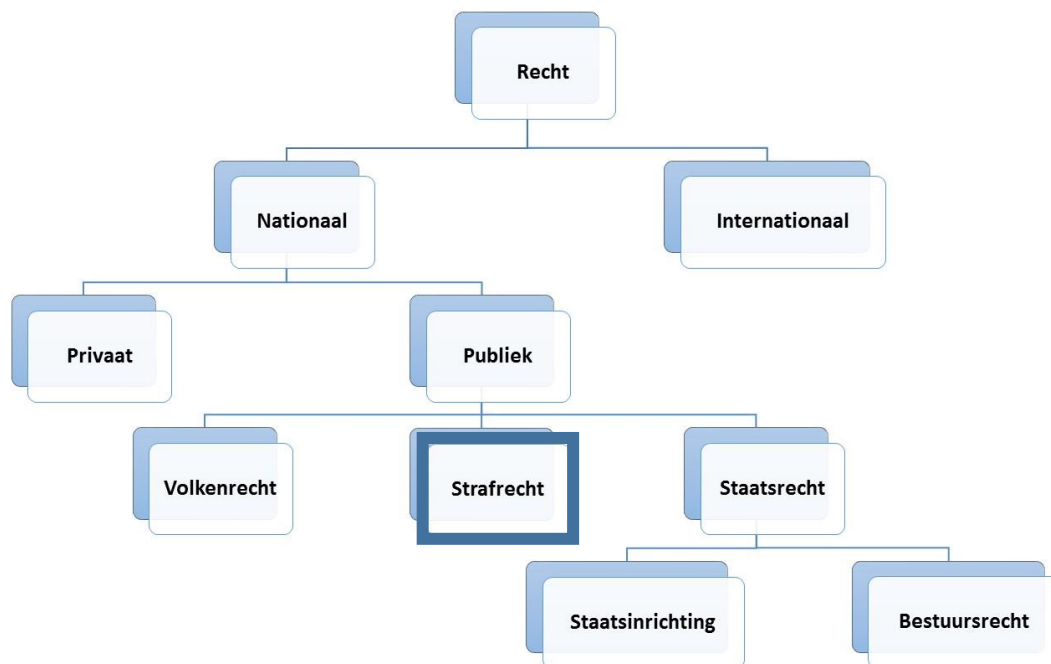 Recht
Nationaal
Internationaal
Privaat
Publiek
Volkenrecht
Strafrecht
Staatsrecht
Staatsinrichting
Bestuursrecht